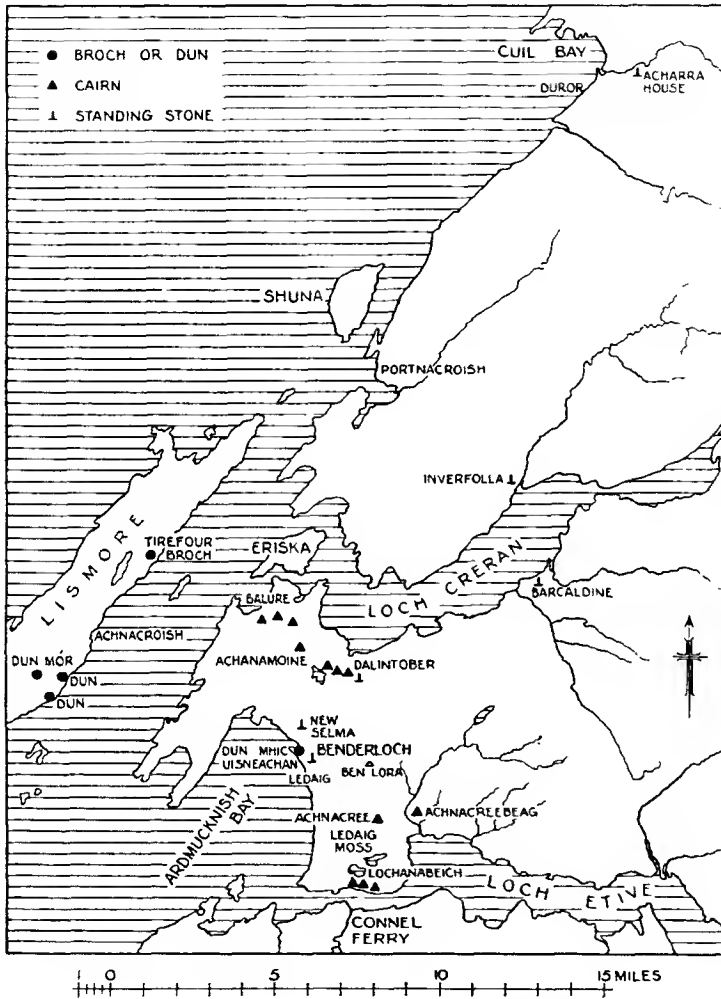 BROCH OR DUN
CAIRN
STANDING STONE
CUIL BAY
ACHARRA
HOUSE
DUROR
SHUNA
PORTNACROISH
INVERFOLLA
LISMORE
TIREFOUR
BROCH
ERISKA
LOCH CRERAN
BALURE
BARCALDINE
ACHNACROISH
DUN MÓR
DUN
DUN
ACHANAMOINE
DALINTOBER
NEW
SELMA
DUN MHIC
UISNEACHAN
BENDERLOCH
LEDAIG
BEN LORA
ARDMUCKNISH
BAY
ACHNACREE
ACHNACREEBEAG
LEDAIG
MOSS
LOCHANABEICH
LOCH ETIVE
CONNEL
FERRY
0 5 10 15 MILES